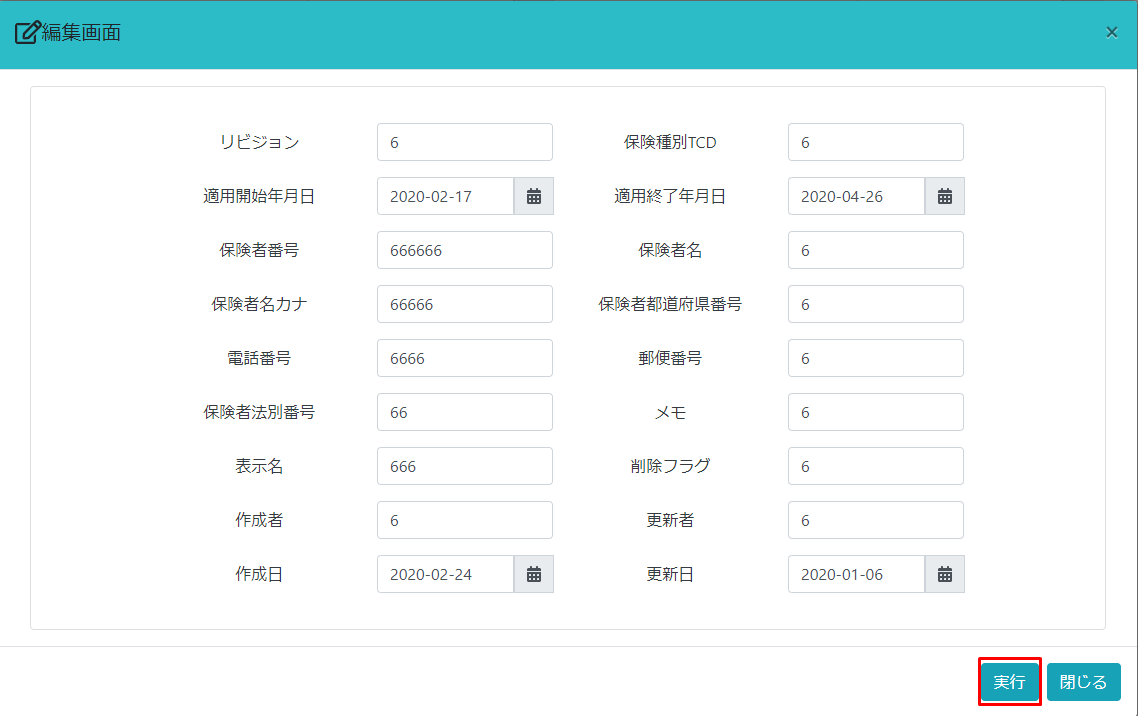 編集画面
×
リビジョン 6 保険種別TCD 6
適用開始年月日 2020-02-17 適用終了年月日 2020-04-26
保険者番号 666666 保険者名 6
保険者名カナ 66666 保険者都道府県番号 6
電話番号 6666 郵便番号 6
保険者法別番号 66 メモ 6
表示名 666 削除フラグ 6
作成者 6 更新者 6
作成日 2020-02-24 更新日 2020-01-06
実行 閉じる